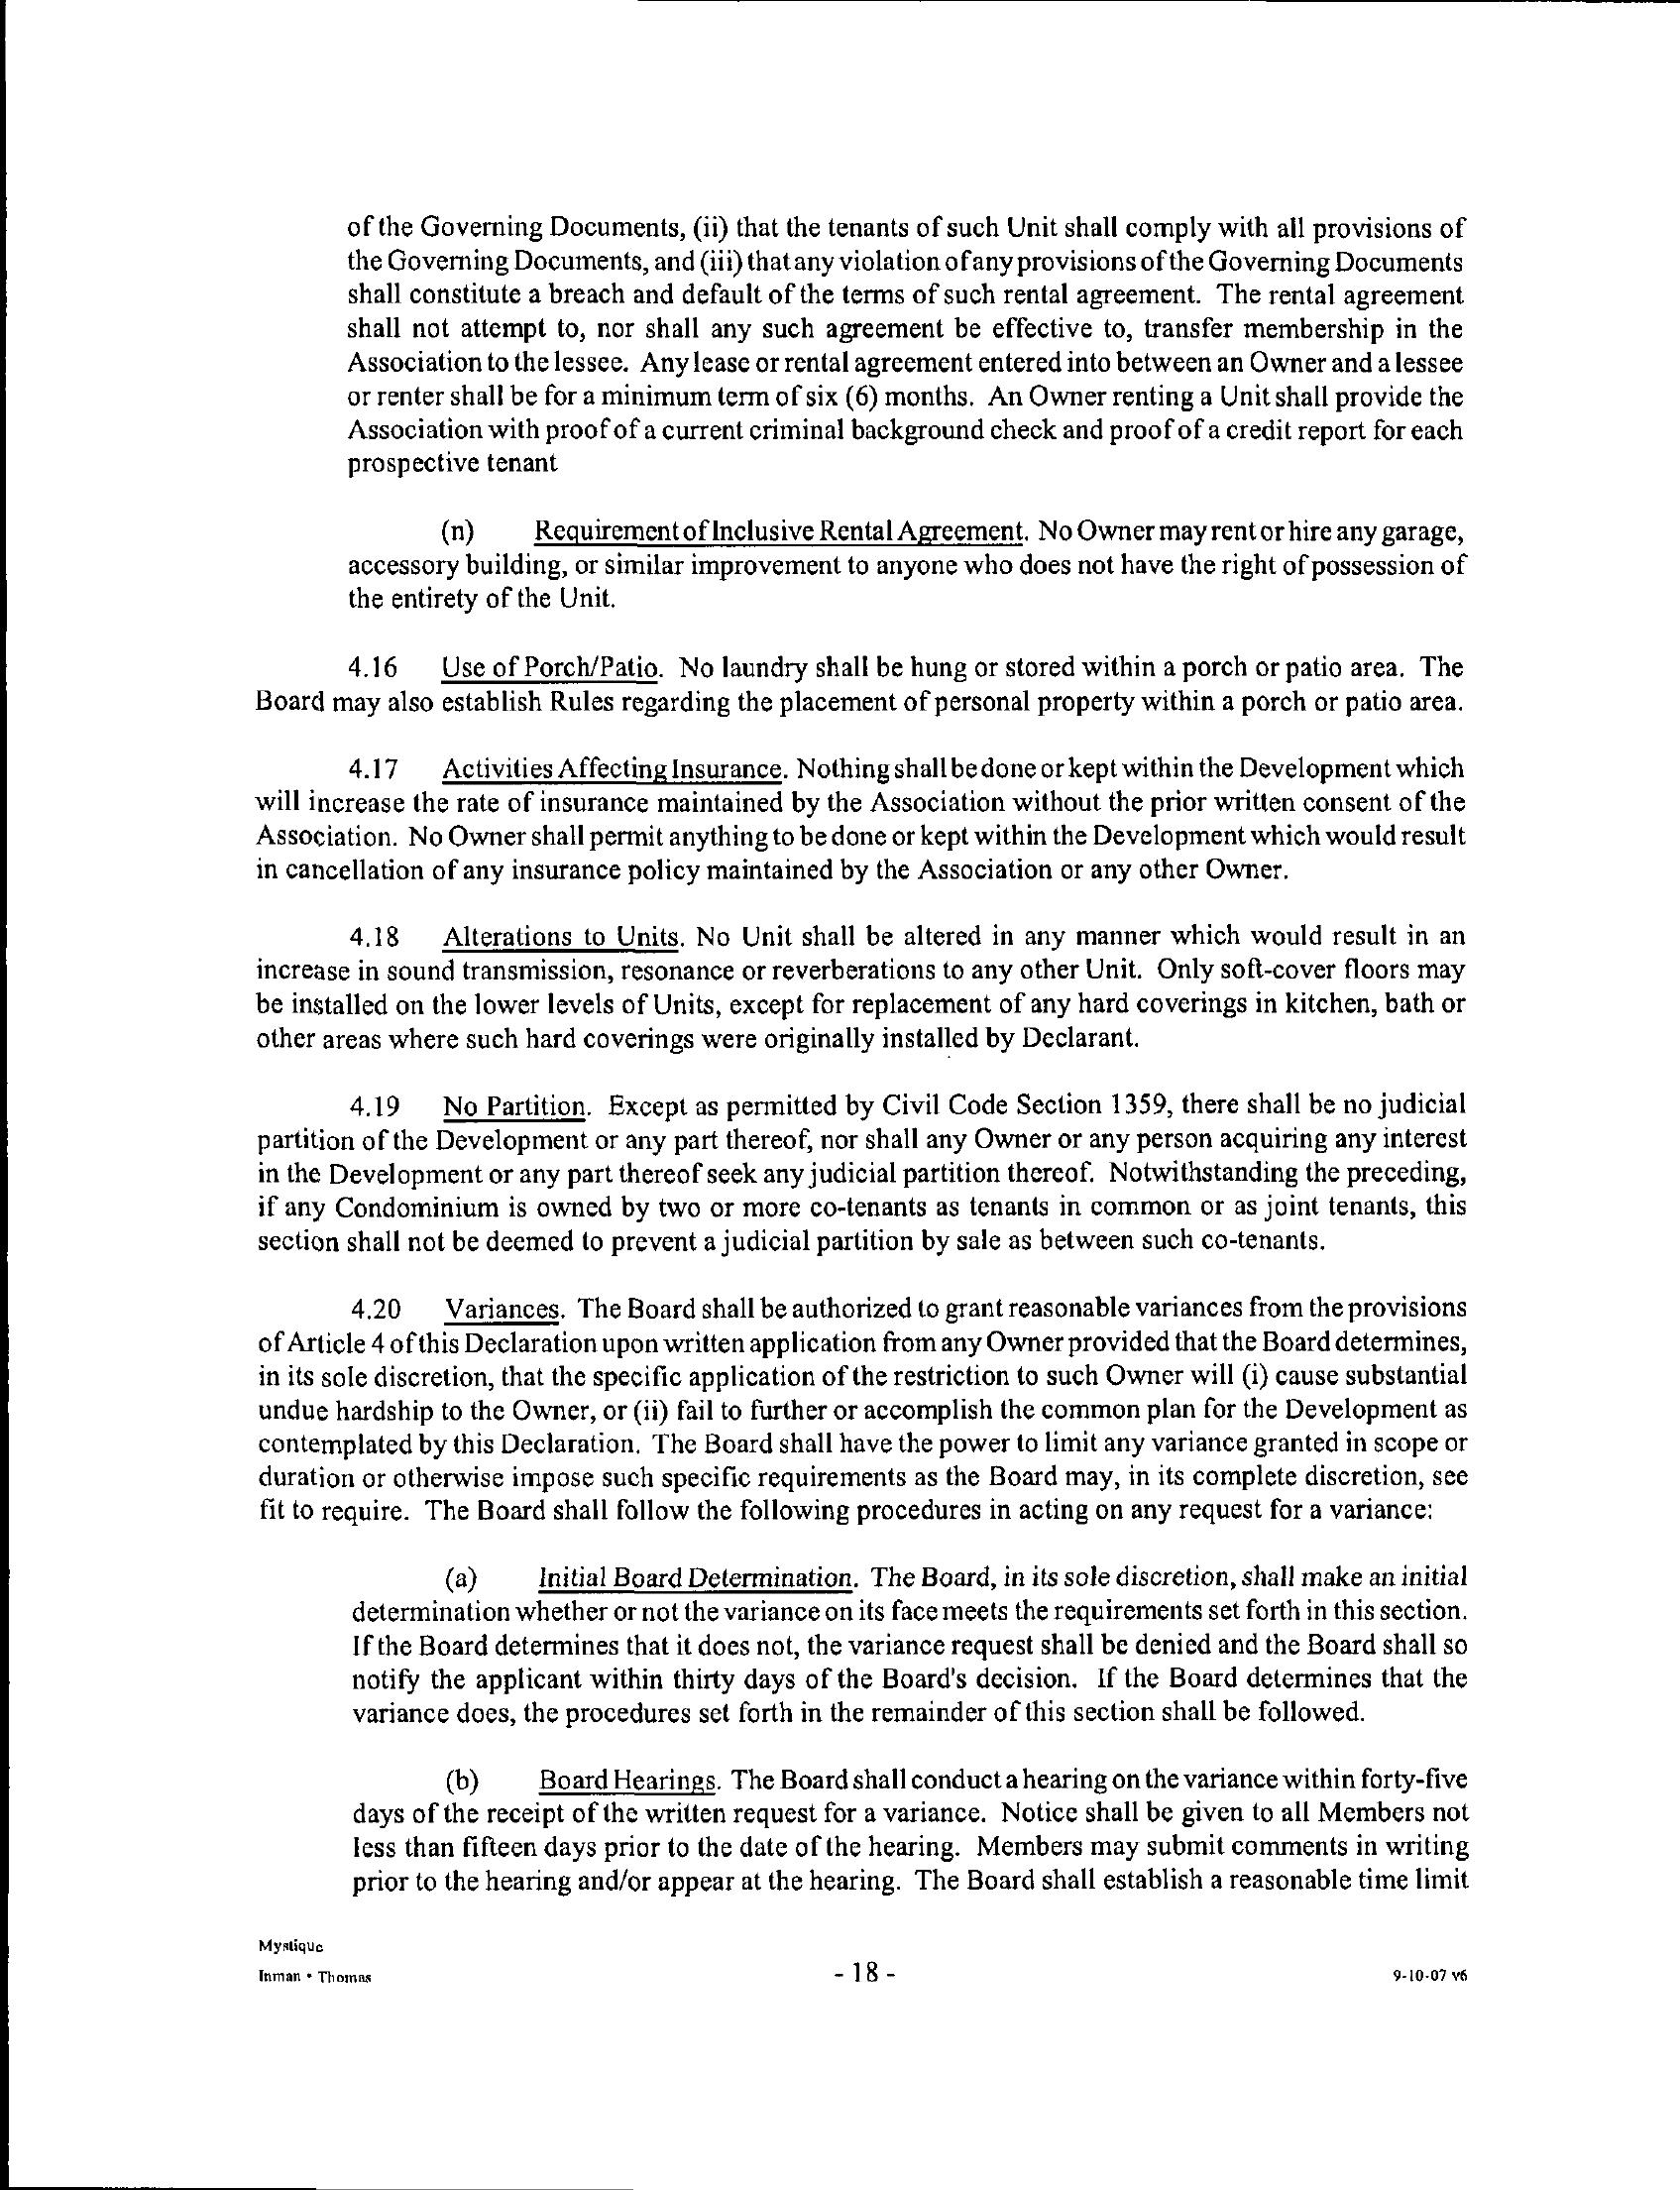 of the Governing Documents, (ii) that the tenants of such Unit shall comply with all provisions of
the Governing Documents, and (iii) that any violation of any provisions of the Governing Documents
shall constitute a breach and default of the terms of such rental agreement. The rental agreement
shall not attempt to, nor shall any such agreement be effective to, transfer membership in the
Association to the lessee. Any lease or rental agreement entered into between an Owner and a lessee
or renter shall be for a minimum term of six (6) months. An Owner renting a Unit shall provide the
Association with proof of a current criminal background check and proof of a credit report for each
prospective tenant
(n) Requirement of Inclusive Rental Agreement. No Owner may rent or hire any garage,
accessory building, or similar improvement to anyone who does not have the right of possession of
the entirety of the Unit.
4.16 Use of Porch/Patio. No laundry shall be hung or stored within a porch or patio area. The
Board may also establish Rules regarding the placement of personal property within a porch or patio area.
4.17 Activities Affecting Insurance. Nothing shall be done or kept within the Development which
will increase the rate of insurance maintained by the Association without the prior written consent of the
Association. No Owner shall permit anything to be done or kept within the Development which would result
in cancellation of any insurance policy maintained by the Association or any other Owner.
4.18 Alterations to Units. No Unit shall be altered in any manner which would result in an
increase in sound transmission, resonance or reverberations to any other Unit. Only soft-cover floors may
be installed on the lower levels of Units, except for replacement of any hard coverings in kitchen, bath or
other areas where such hard coverings were originally installed by Declarant.
4.19 No Partition. Except as permitted by Civil Code Section 1359, there shall be no judicial
partition of the Development or any part thereof, nor shall any Owner or any person acquiring any interest
in the Development or any part thereof seek any judicial partition thereof. Notwithstanding the preceding,
if any Condominium is owned by two or more co-tenants as tenants in common or as joint tenants, this
section shall not be deemed to prevent a judicial partition by sale as between such co-tenants.
4.20 Variances. The Board shall be authorized to grant reasonable variances from the provisions
of Article 4 of this Declaration upon written application from any Owner provided that the Board determines,
in its sole discretion, that the specific application of the restriction to such Owner will (i) cause substantial
undue hardship to the Owner, or (ii) fail to further or accomplish the common plan for the Development as
contemplated by this Declaration. The Board shall have the power to limit any variance granted in scope or
duration or otherwise impose such specific requirements as the Board may, in its complete discretion, see
fit to require. The Board shall follow the following procedures in acting on any request for a variance:
(a) Initial Board Determination. The Board, in its sole discretion, shall make an initial
determination whether or not the variance on its face meets the requirements set forth in this section.
If the Board determines that it does not, the variance request shall be denied and the Board shall so
notify the applicant within thirty days of the Board's decision. If the Board determines that the
variance does, the procedures set forth in the remainder of this section shall be followed.
(b) Board Hearings. The Board shall conduct a hearing on the variance within forty-five
days of the receipt of the written request for a variance. Notice shall be given to all Members not
less than fifteen days prior to the date of the hearing. Members may submit comments in writing
prior to the hearing and/or appear at the hearing. The Board shall establish a reasonable time limit
Mystique
Inman • Thomas
- 18 -
9-10-07 v6